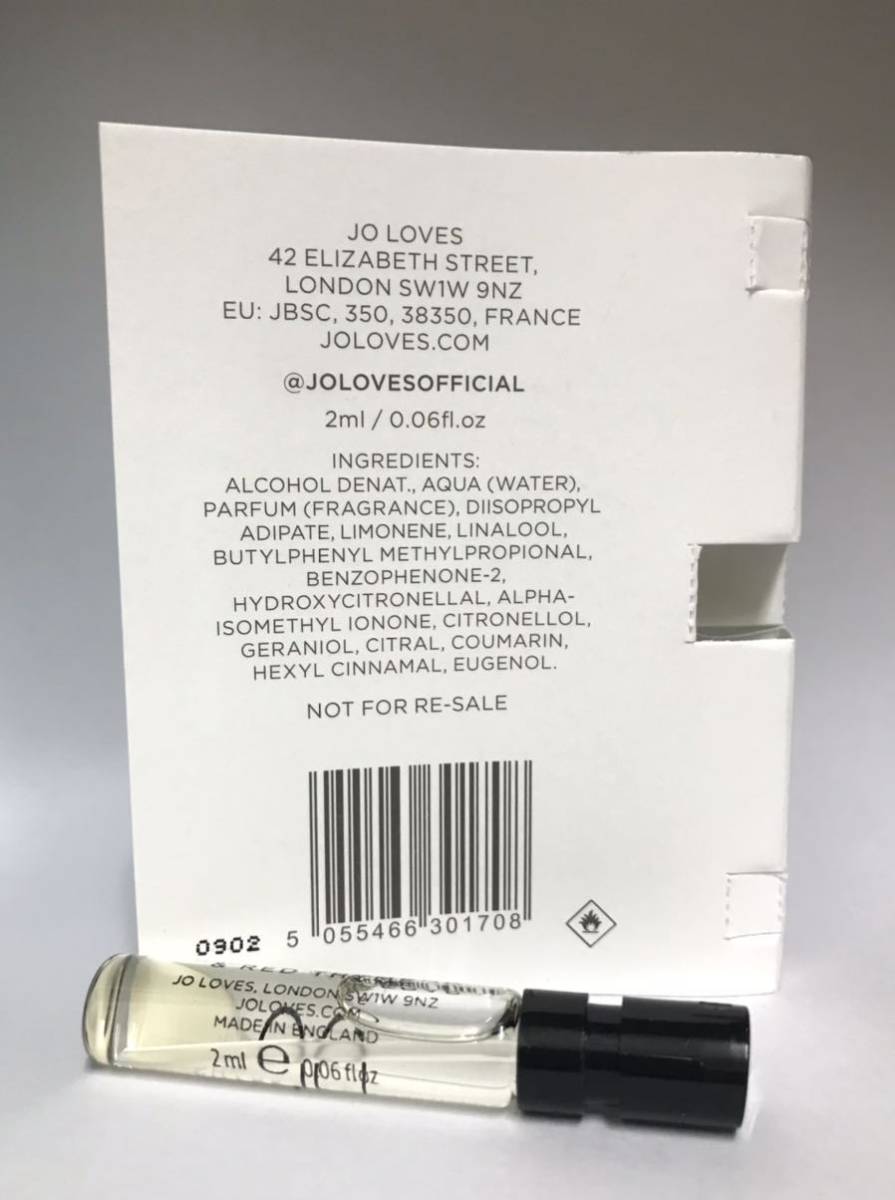 JO LOVES
42 ELIZABETH STREET,
LONDON SW1W 9NZ
EU: JBSC, 350, 38350, FRANCE
JOLOVES.COM
@JOLOVESOFFICIAL
2ml / 0.06fl.oz
INGREDIENTS:
ALCOHOL DENAT., AQUA (WATER),
PARFUM (FRAGRANCE), DIISOPROPYL
ADIPATE, LIMONENE, LINALOOL,
BUTYLPHENYL METHYLPROPIONAL,
BENZOPHENONE-2,
HYDROXYCITRONELLAL, ALPHA-
ISOMETHYL IONONE, CITRONELLOL,
GERANIOL, CITRAL, COUMARIN,
HEXYL CINNAMAL, EUGENOL.
NOT FOR RE-SALE
0902 5 055466 301708
& RED
JO LOVES, LONDON SW1W 9NZ
JOLOVES.COM
MADE IN ENGLAND
2ml e 0.06 fl.oz